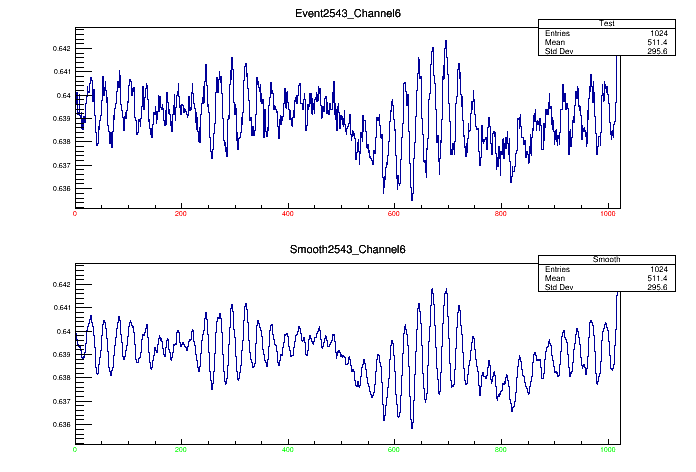 Event2543_Channel6
Test
Entries 1024
Mean 511.4
Std Dev 295.6
0.642
0.641
0.64
0.639
0.638
0.637
0.636
0 200 400 600 800 1000
Smooth2543_Channel6
Smooth
Entries 1024
Mean 511.4
Std Dev 295.6
0.642
0.641
0.64
0.639
0.638
0.637
0.636
0 200 400 600 800 1000